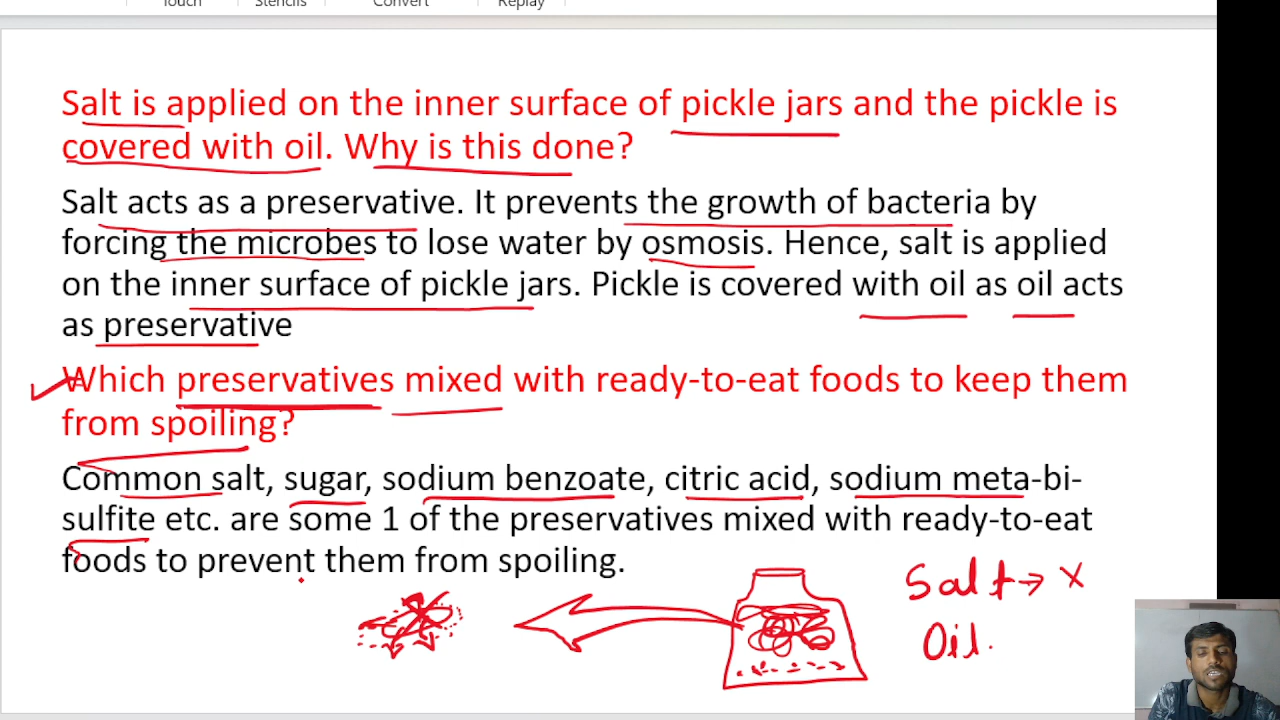 Touch Stencils Convert Replay
Salt is applied on the inner surface of pickle jars and the pickle is
covered with oil. Why is this done?
Salt acts as a preservative. It prevents the growth of bacteria by
forcing the microbes to lose water by osmosis. Hence, salt is applied
on the inner surface of pickle jars. Pickle is covered with oil as oil acts
as preservative
Which preservatives mixed with ready-to-eat foods to keep them
from spoiling?
Common salt, sugar, sodium benzoate, citric acid, sodium meta-bi-
sulfite etc. are some 1 of the preservatives mixed with ready-to-eat
foods to prevent them from spoiling.
Salt → x
Oil.